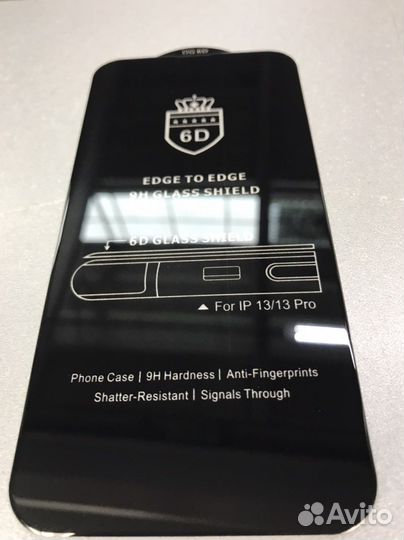 6D
EDGE TO EDGE
9H GLASS SHIELD
6D GLASS SHIELD
For IP 13/13 Pro
Phone Case | 9H Hardness | Anti-Fingerprints
Shatter-Resistant | Signals Through
Avito